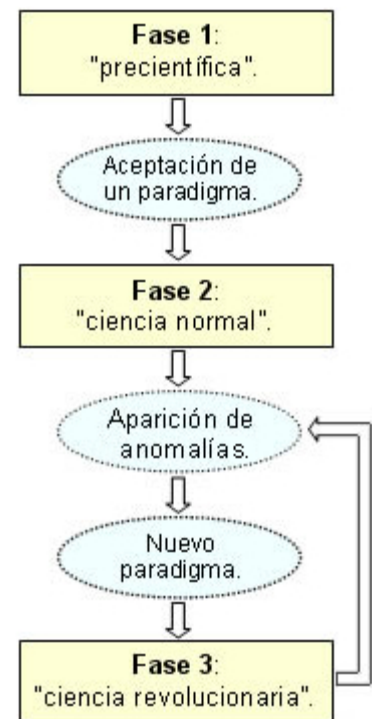 Fase 1:
"precientífica".
Aceptación de
un paradigma.
Fase 2:
"ciencia normal".
Aparición de
anomalías.
Nuevo
paradigma.
Fase 3:
"ciencia revolucionaria".